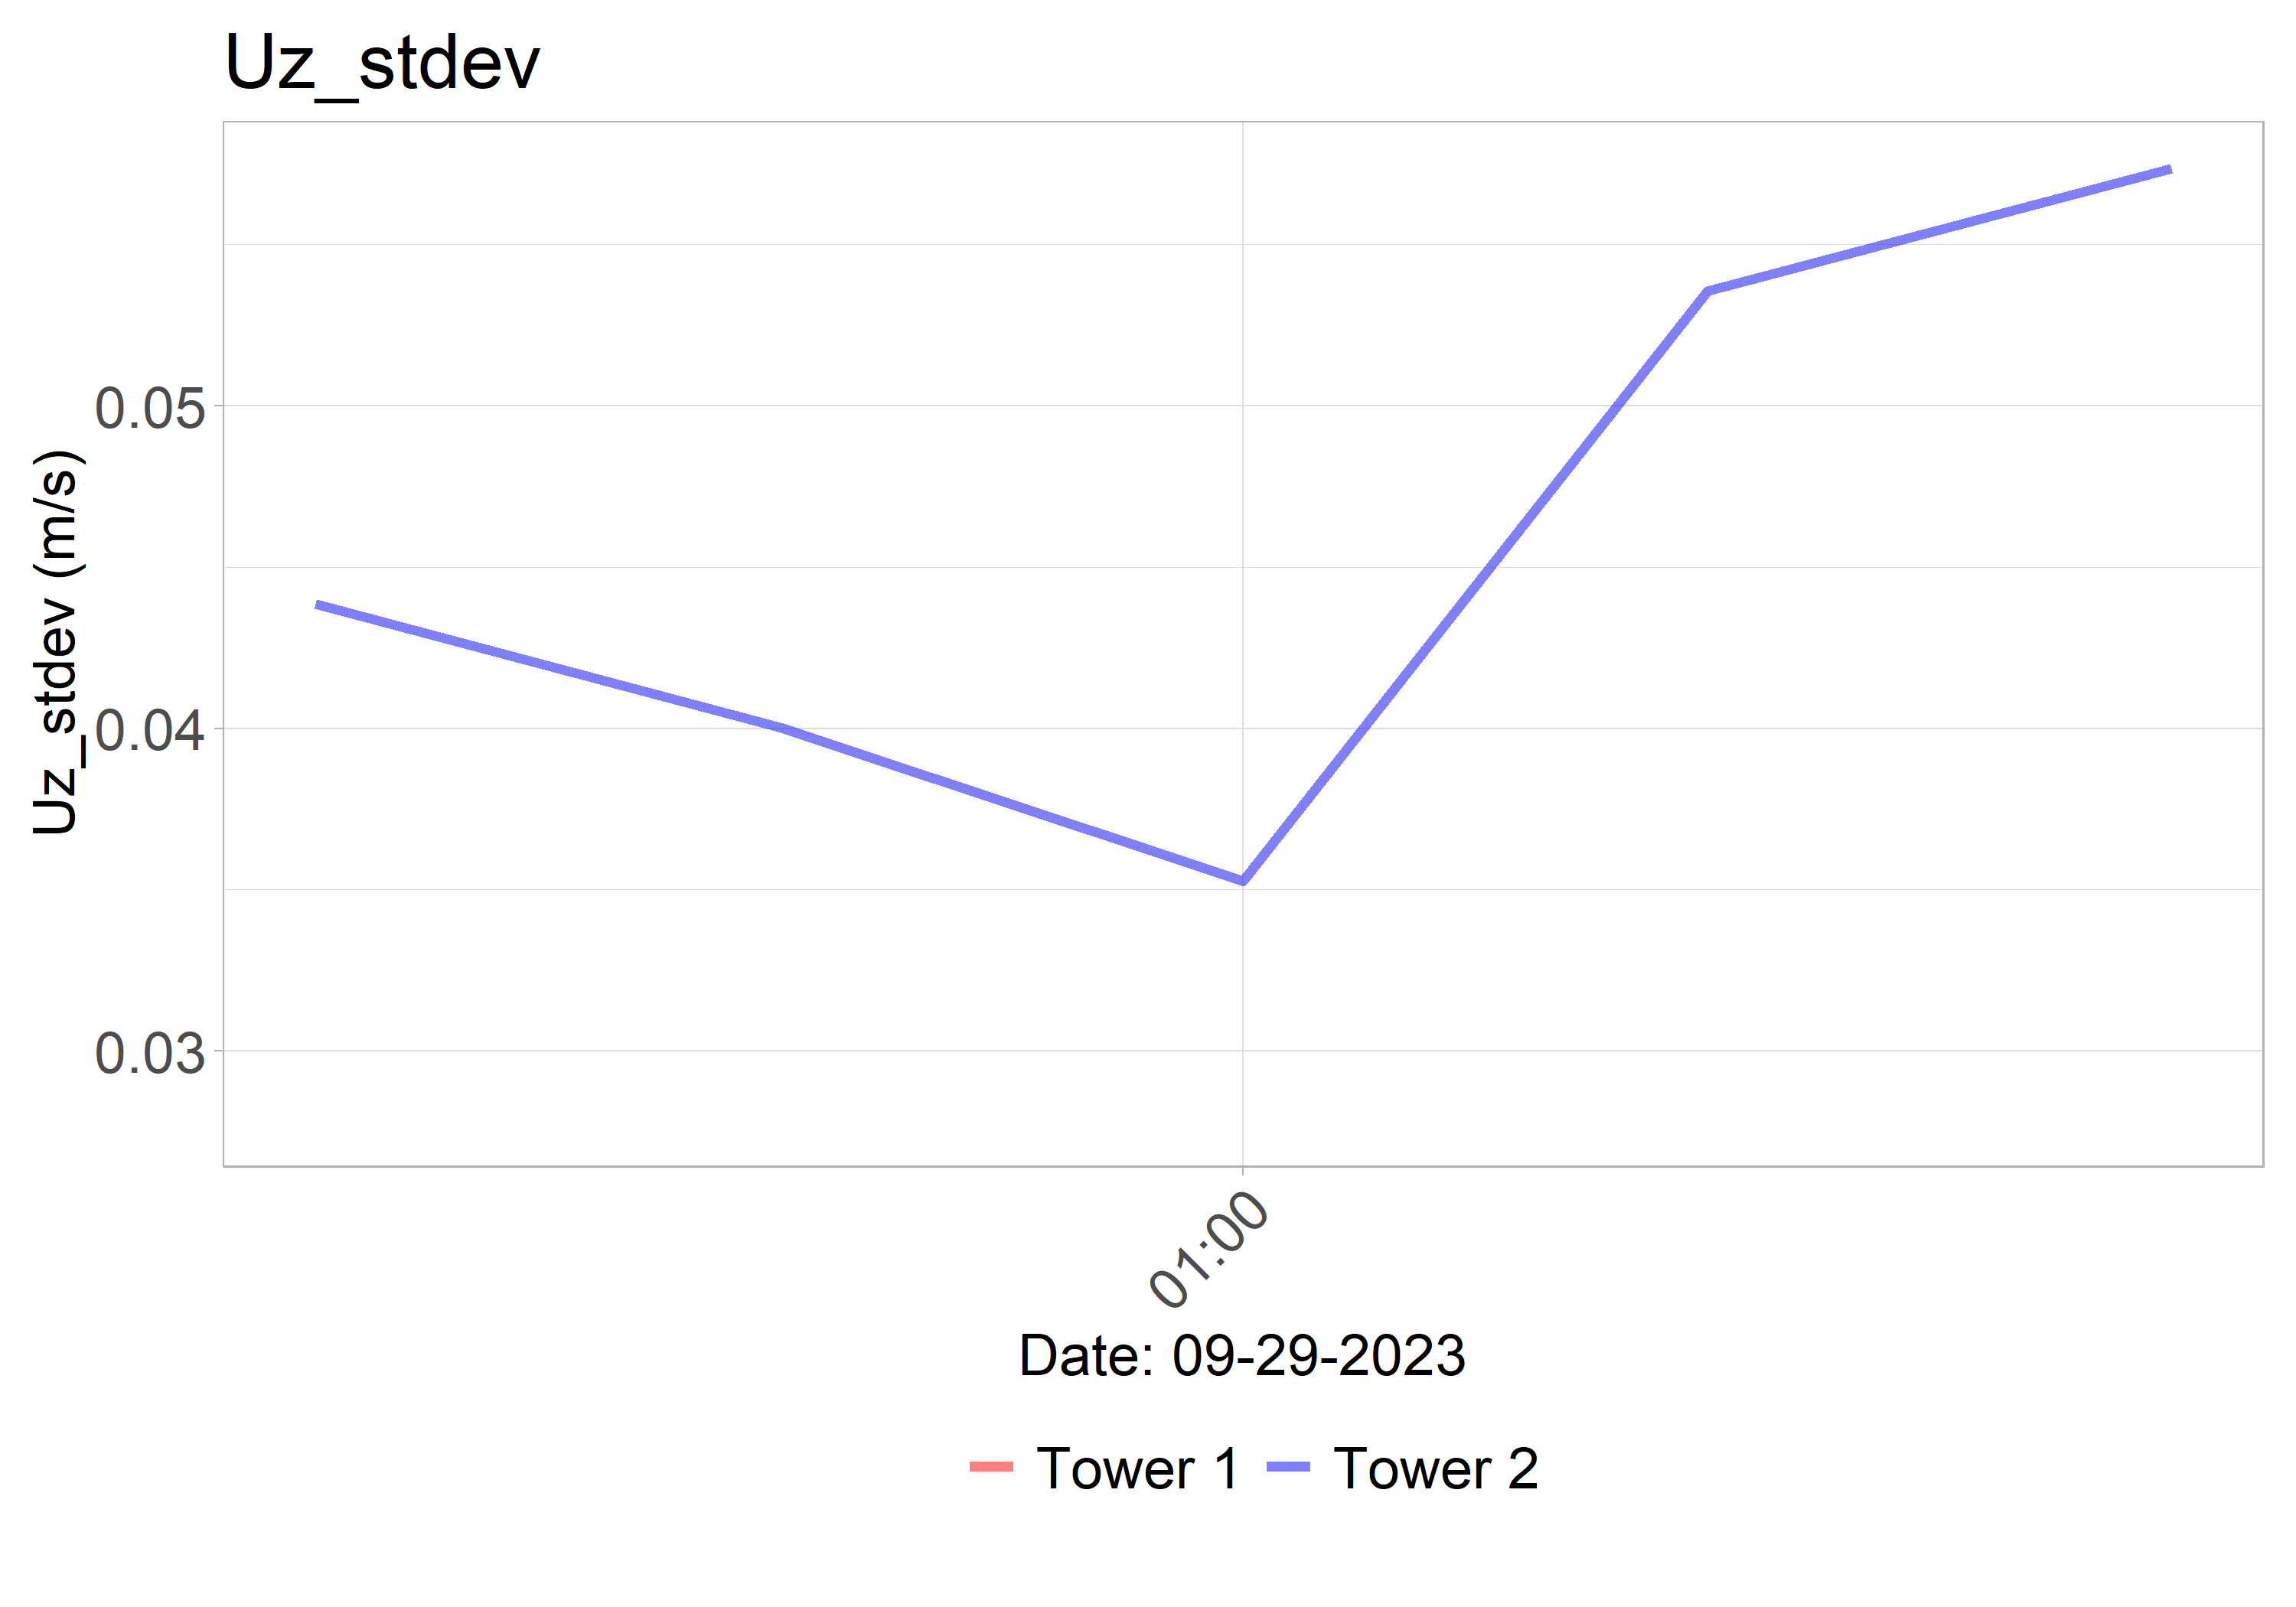 Uz_stdev
Uz_stdev (m/s)
0.05
0.04
0.03
01:00
Date: 09-29-2023
Tower 1 Tower 2